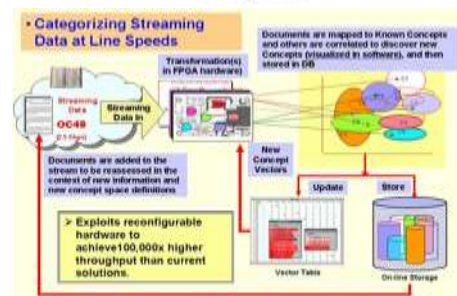 • Categorizing Streaming
Data at Line Speeds
Documents are mapped to Known Concepts
and others are correlated to discover new
Concepts (visualized in software), and then
stored in DB
Transformation(s)
in FPGA hardware)
Streaming
Data
OC48
Streaming
Data In
Documents are added to the
stream to be reassessed in the
context of new information and
new concept space definitions
New
Concept
Vectors
Update
Store
➢ Exploits reconfigurable
hardware to
achieve100,000x higher
throughput than current
solutions.
Vector Table
On-line Storage